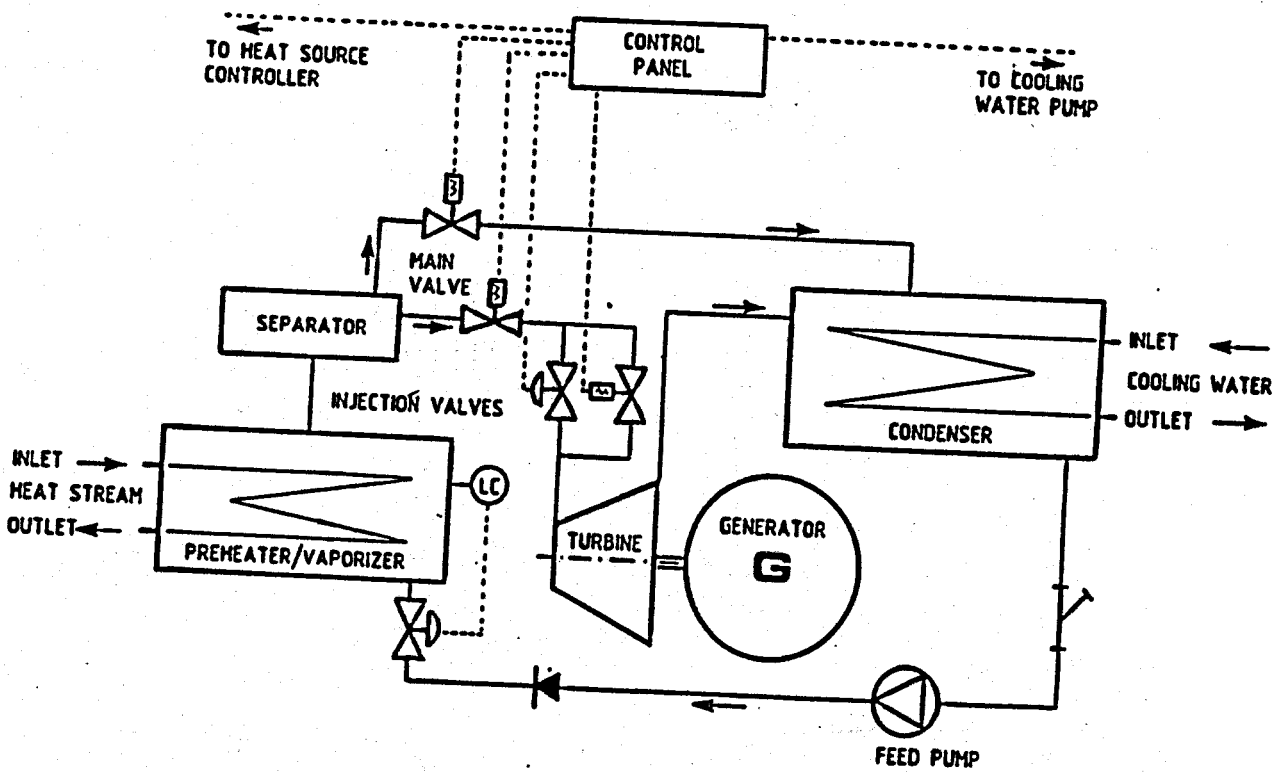 CONTROL
PANEL
TO HEAT SOURCE
CONTROLLER
TO COOLING
WATER PUMP
MAIN
VALVE
SEPARATOR
INJECTION VALVES
INLET
COOLING WATER
OUTLET
CONDENSER
INLET
HEAT STREAM
OUTLET
PREHEATER/VAPORIZER
LC
TURBINE
GENERATOR
G
FEED PUMP